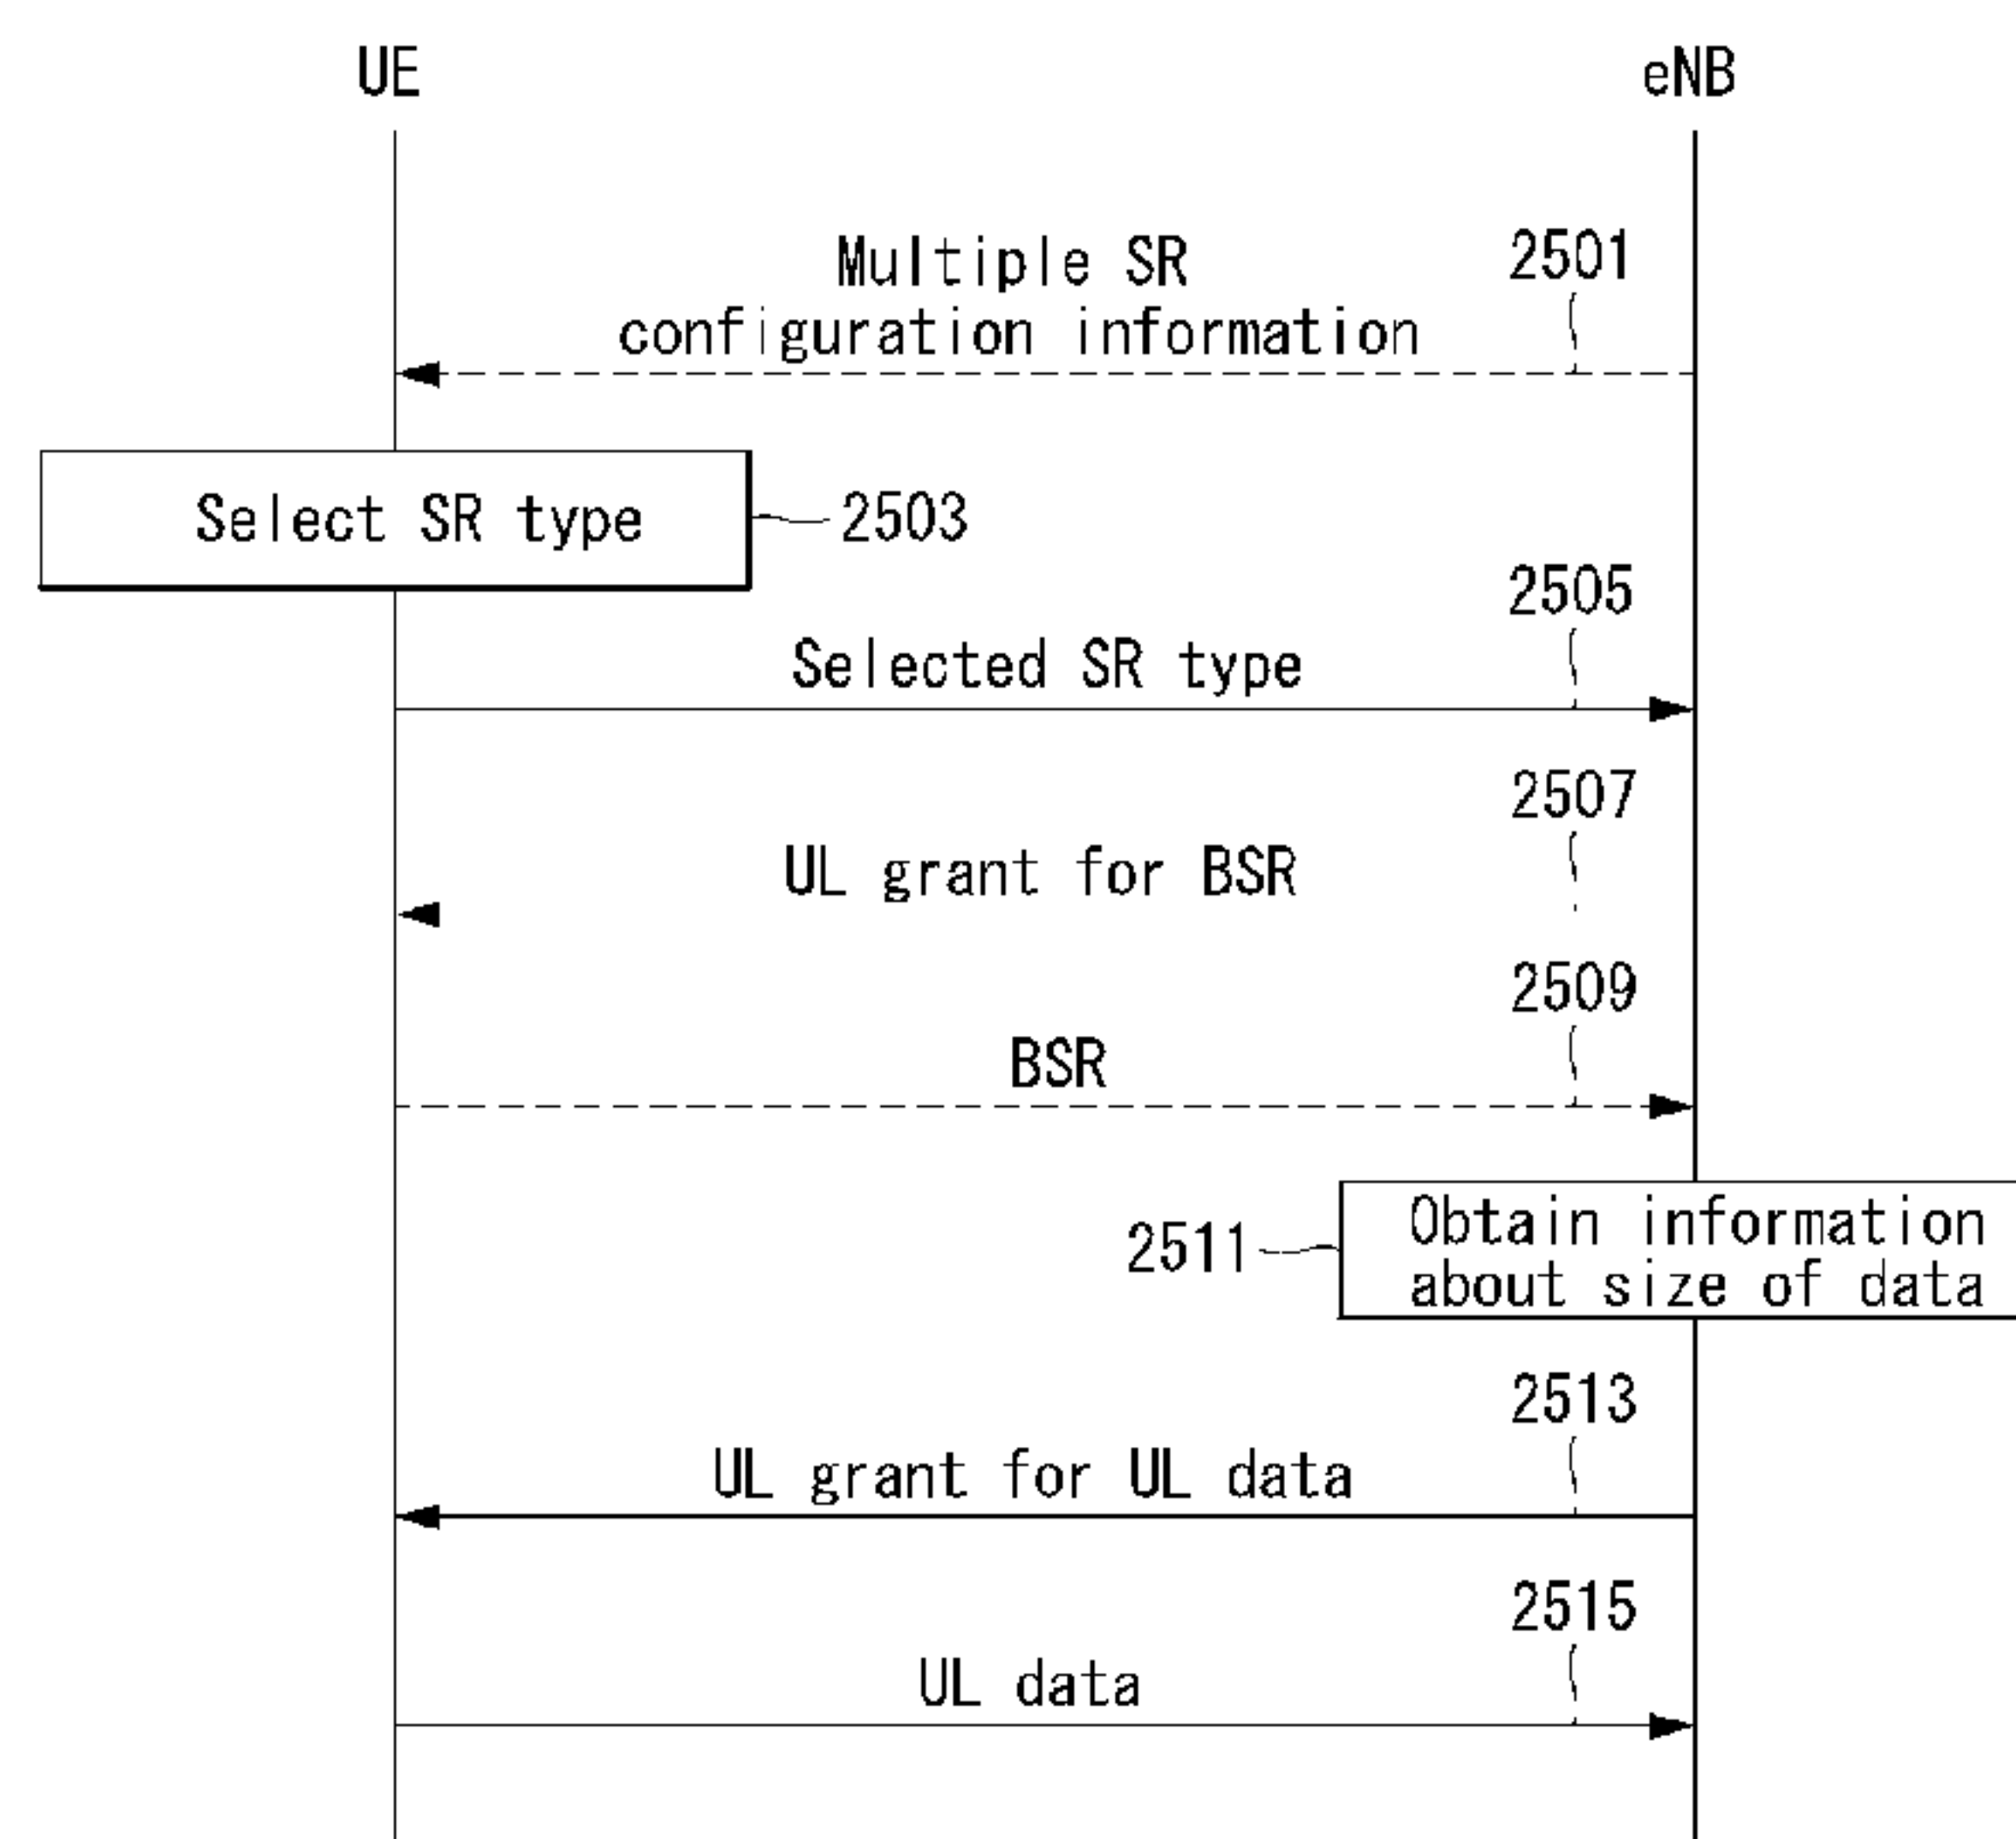 UE
eNB
Multiple SR
configuration information
2501
Select SR type
2503
2505
Selected SR type
2507
UL grant for BSR
2509
BSR
2511
Obtain information
about size of data
2513
UL grant for UL data
2515
UL data